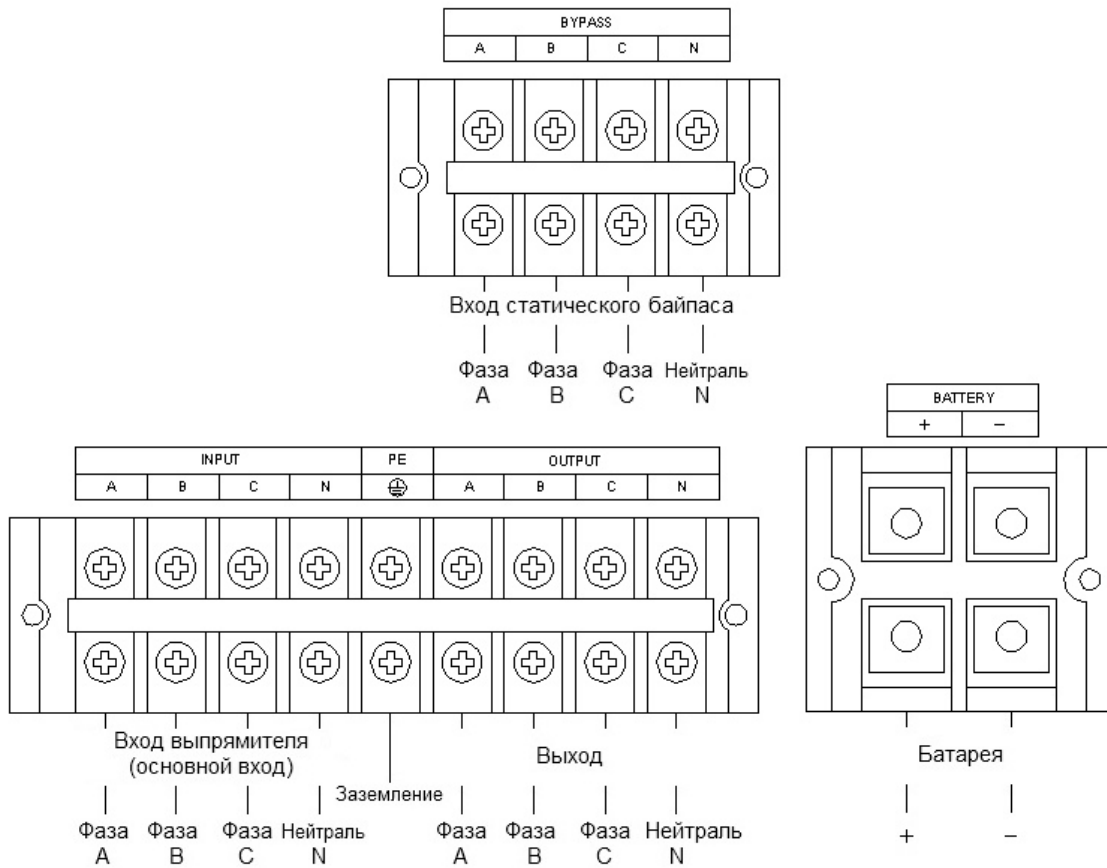 BYPASS
A B C N
Вход статического байпаса
Фаза Фаза Фаза Нейтраль
A B C N
BATTERY
+ −
INPUT PE OUTPUT
A B C N A B C N
Вход выпрямителя
(основной вход)
Выход
Батарея
Заземление
Фаза Фаза Фаза Нейтраль Фаза Фаза Фаза Нейтраль
A B C N A B C N
+ −